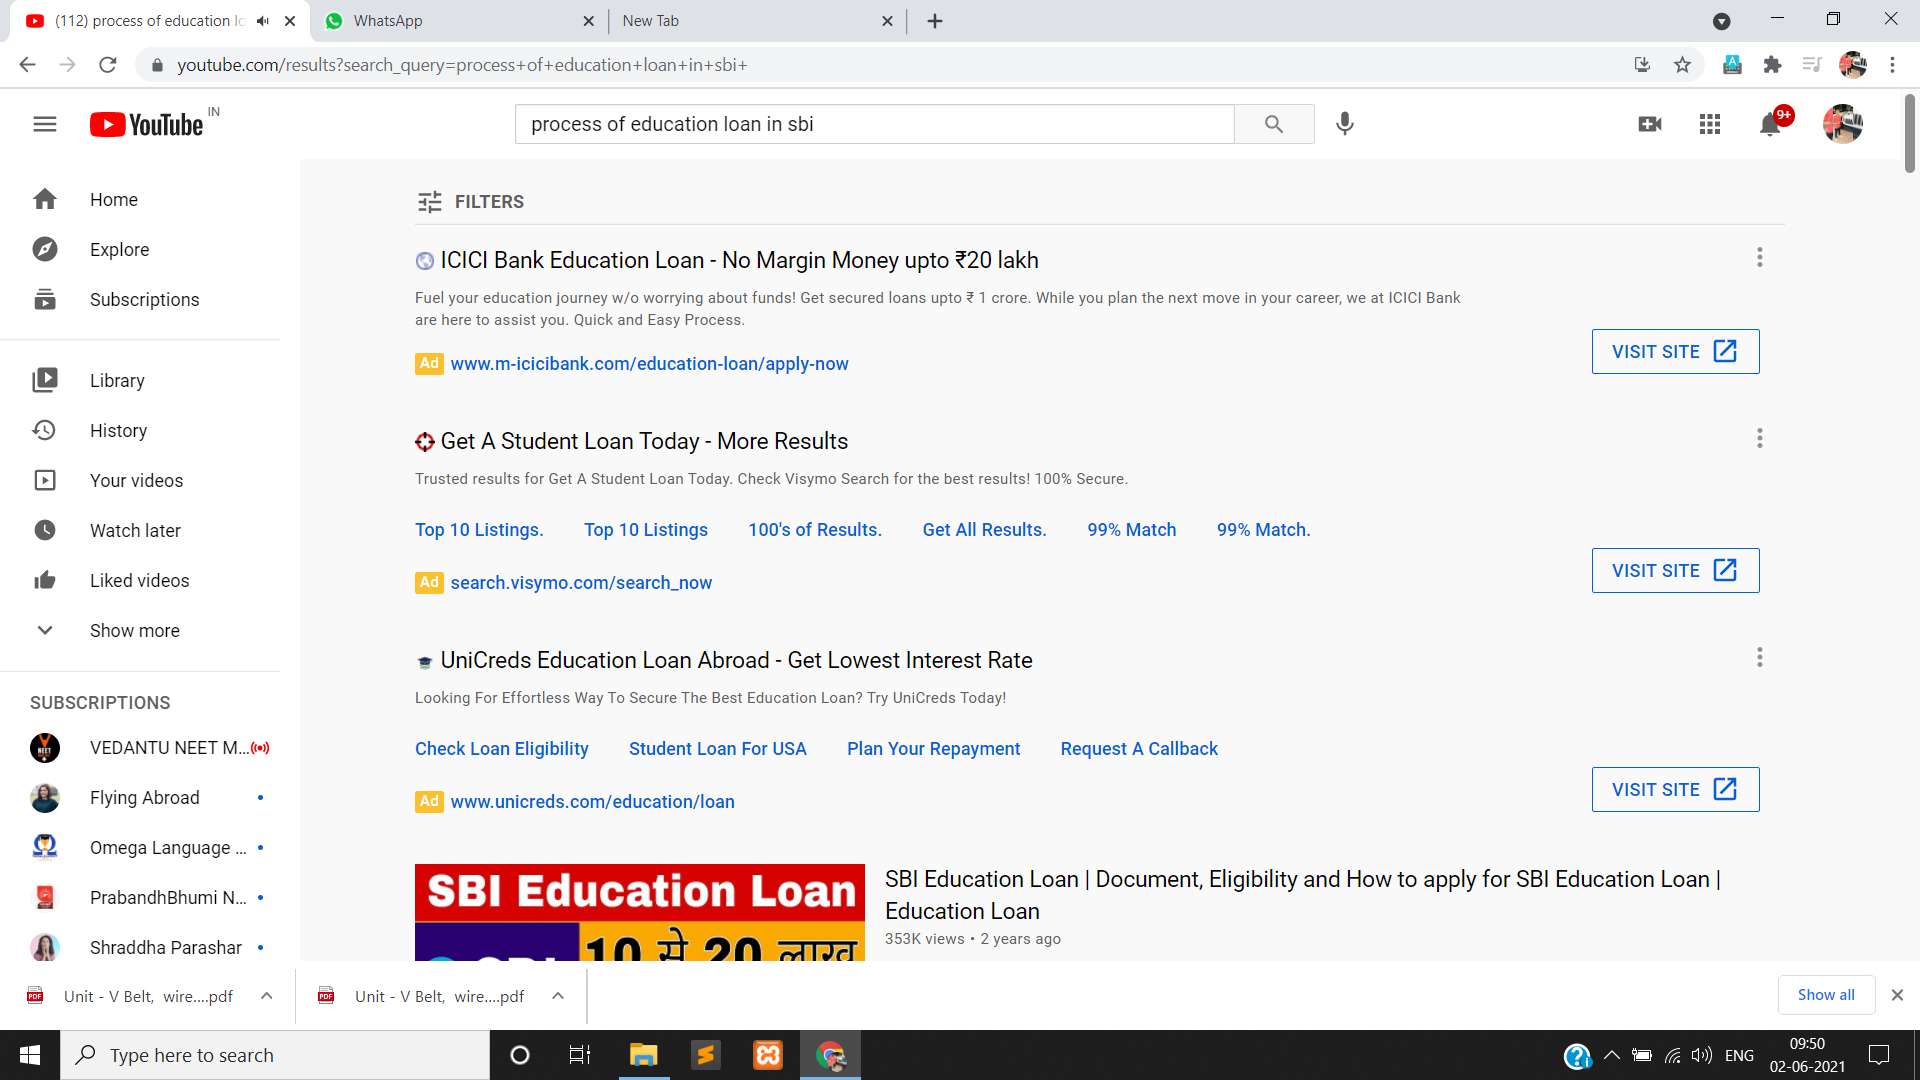 (112) process of education lo
WhatsApp
New Tab
youtube.com/results?search_query=process+of+education+loan+in+sbi+
YouTube IN
process of education loan in sbi
9+
Home
Explore
Subscriptions
Library
History
Your videos
Watch later
Liked videos
Show more
SUBSCRIPTIONS
VEDANTU NEET M...
Flying Abroad
Omega Language ...
PrabandhBhumi N...
Shraddha Parashar
FILTERS
ICICI Bank Education Loan - No Margin Money upto ₹20 lakh
Fuel your education journey w/o worrying about funds! Get secured loans upto ₹ 1 crore. While you plan the next move in your career, we at ICICI Bank
are here to assist you. Quick and Easy Process.
Ad www.m-icicibank.com/education-loan/apply-now
VISIT SITE
Get A Student Loan Today - More Results
Trusted results for Get A Student Loan Today. Check Visymo Search for the best results! 100% Secure.
Top 10 Listings. Top 10 Listings 100's of Results. Get All Results. 99% Match 99% Match.
Ad search.visymo.com/search_now
VISIT SITE
UniCreds Education Loan Abroad - Get Lowest Interest Rate
Looking For Effortless Way To Secure The Best Education Loan? Try UniCreds Today!
Check Loan Eligibility Student Loan For USA Plan Your Repayment Request A Callback
Ad www.unicreds.com/education/loan
VISIT SITE
SBI Education Loan
10 से 20 लाख
SBI Education Loan | Document, Eligibility and How to apply for SBI Education Loan |
Education Loan
353K views • 2 years ago
Unit - V Belt, wire....pdf
Unit - V Belt, wire....pdf
Show all
Type here to search
ENG
09:50
02-06-2021